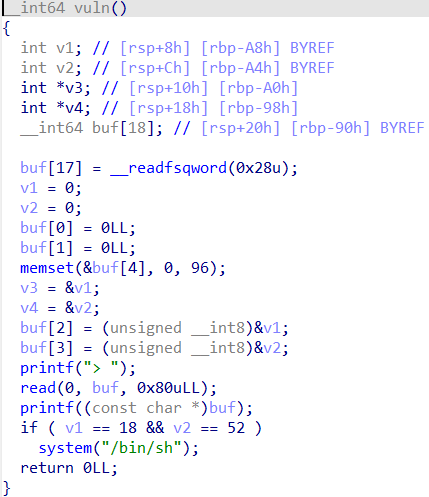 __int64 vuln()
{
int v1; // [rsp+8h] [rbp-A8h] BYREF
int v2; // [rsp+Ch] [rbp-A4h] BYREF
int *v3; // [rsp+10h] [rbp-A0h]
int *v4; // [rsp+18h] [rbp-98h]
__int64 buf[18]; // [rsp+20h] [rbp-90h] BYREF
buf[17] = __readfsqword(0x28u);
v1 = 0;
v2 = 0;
buf[0] = 0LL;
buf[1] = 0LL;
memset(&buf[4], 0, 96);
v3 = &v1;
v4 = &v2;
buf[2] = (unsigned __int8)&v1;
buf[3] = (unsigned __int8)&v2;
printf("> ");
read(0, buf, 0x80uLL);
printf((const char *)buf);
if ( v1 == 18 && v2 == 52 )
system("/bin/sh");
return 0LL;
}